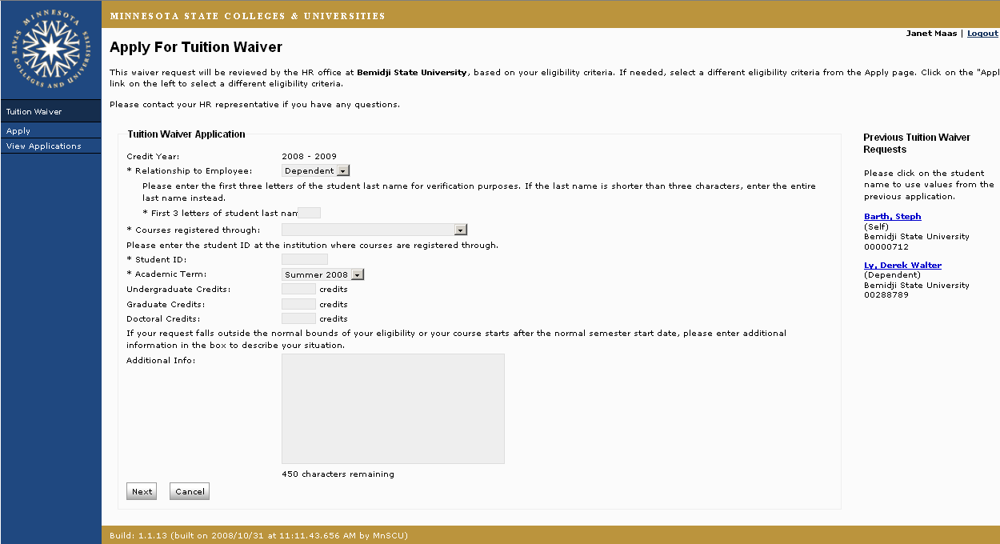 MINNESOTA
STATE COLLEGES AND UNIVERSITIES
MINNESOTA STATE COLLEGES & UNIVERSITIES
Janet Maas | Logout
Tuition Waiver
Apply
View Applications
Apply For Tuition Waiver
This waiver request will be reviewed by the HR office at Bemidji State University, based on your eligibility criteria. If needed, select a different eligibility criteria from the Apply page. Click on the "Appl
link on the left to select a different eligibility criteria.
Please contact your HR representative if you have any questions.
Tuition Waiver Application
Credit Year: 2008 - 2009
* Relationship to Employee: Dependent
Please enter the first three letters of the student last name for verification purposes. If the last name is shorter than three characters, enter the entire
last name instead.
* First 3 letters of student last nam
* Courses registered through:
Please enter the student ID at the institution where courses are registered through.
* Student ID:
* Academic Term: Summer 2008
Undergraduate Credits: credits
Graduate Credits: credits
Doctoral Credits: credits
If your request falls outside the normal bounds of your eligibility or your course starts after the normal semester start date, please enter additional
information in the box to describe your situation.
Additional Info:
450 characters remaining
Next Cancel
Previous Tuition Waiver
Requests
Please click on the student
name to use values from the
previous application.
Barth, Steph
(Self)
Bemidji State University
00000712
Ly, Derek Walter
(Dependent)
Bemidji State University
00288789
Build: 1.1.13 (built on 2008/10/31 at 11:11.43.656 AM by MnSCU)